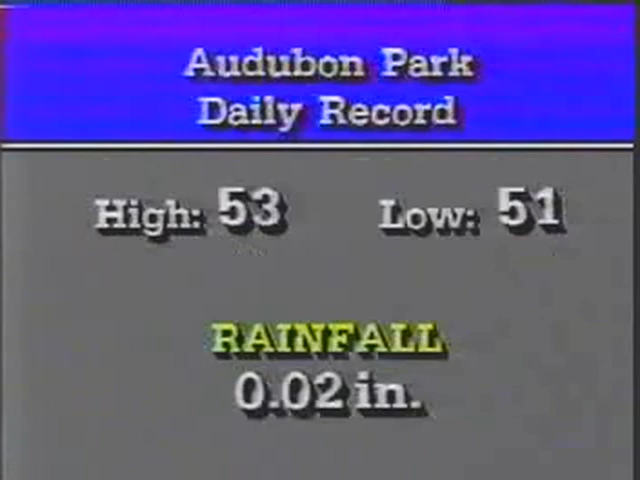 Audubon Park
Daily Record
High: 53 Low: 51
RAINFALL
0.02 in.